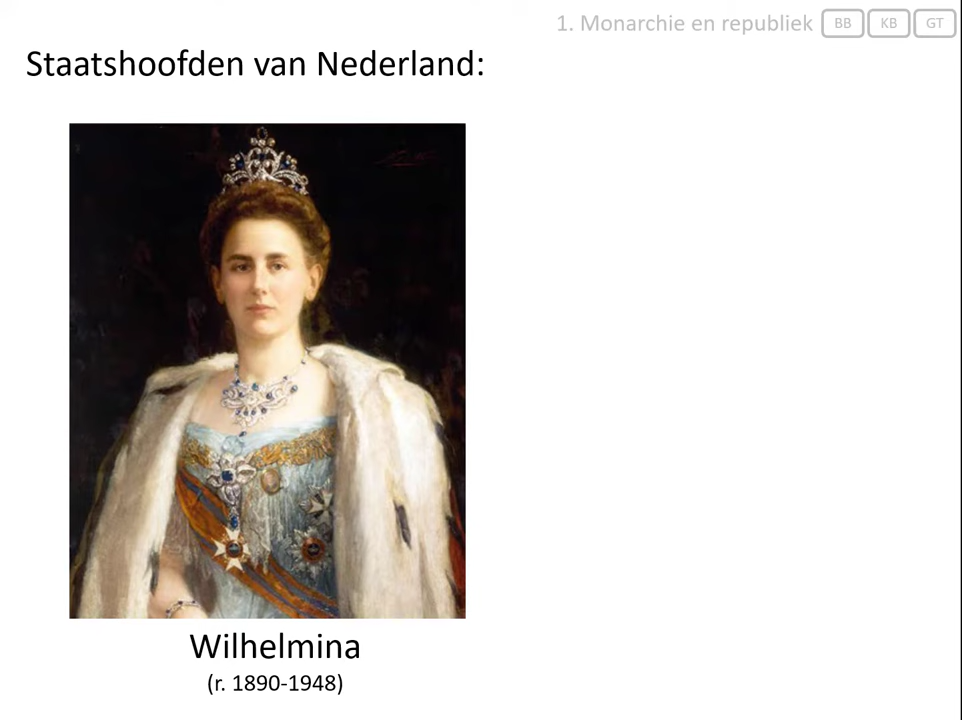 1. Monarchie en republiek BB KB GT
Staatshoofden van Nederland:
Wilhelmina
(r. 1890-1948)